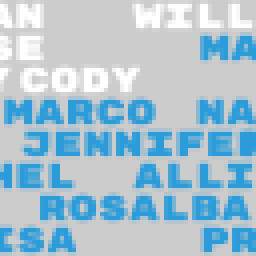 AN WILL
SE MA
Y CODY
MARCO NA
JENNIFER
HEL ALLI
ROSALBA
ISA PR